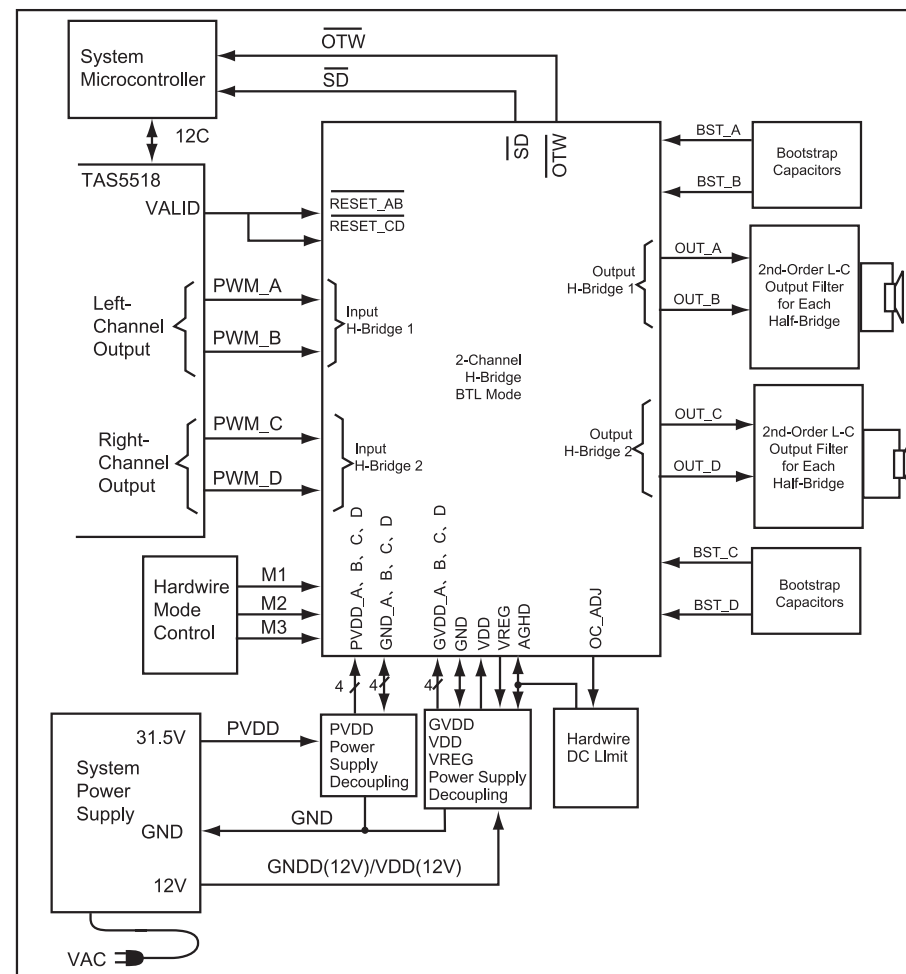 System
Microcontroller
OTW
SD
12C
TAS5518
VALID
SD
OTW
RESET_AB
RESET_CD
BST_A
BST_B
Bootstrap
Capacitors
Left-
Channel
Output
PWM_A
PWM_B
Input
H-Bridge 1
Output
H-Bridge 1
OUT_A
OUT_B
2nd-Order L-C
Output Filter
for Each
Half-Bridge
2-Channel
H-Bridge
BTL Mode
Right-
Channel
Output
PWM_C
PWM_D
Input
H-Bridge 2
Output
H-Bridge 2
OUT_C
OUT_D
2nd-Order L-C
Output Filter
for Each
Half-Bridge
Hardwire
Mode
Control
M1
M2
M3
PVDD_A、B、C、D
GND_A、B、C、D
GVDD_A、B、C、D
GND
VDD
VREG
AGHD
OC_ADJ
BST_C
BST_D
Bootstrap
Capacitors
4
4
4
System
Power
Supply
31.5V
GND
12V
PVDD
PVDD
Power
Supply
Decoupling
GVDD
VDD
VREG
Power Supply
Decoupling
Hardwire
DC LImit
GND
GNDD(12V)/VDD(12V)
VAC